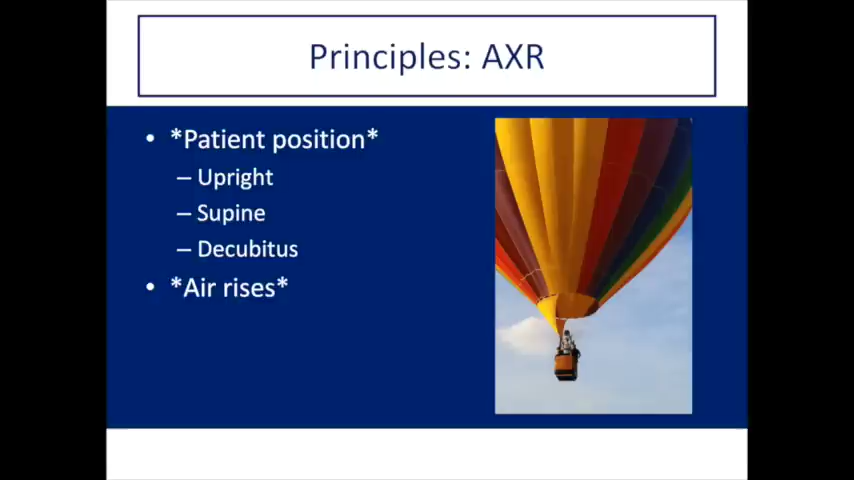 Principles: AXR
• *Patient position*
– Upright
– Supine
– Decubitus
• *Air rises*